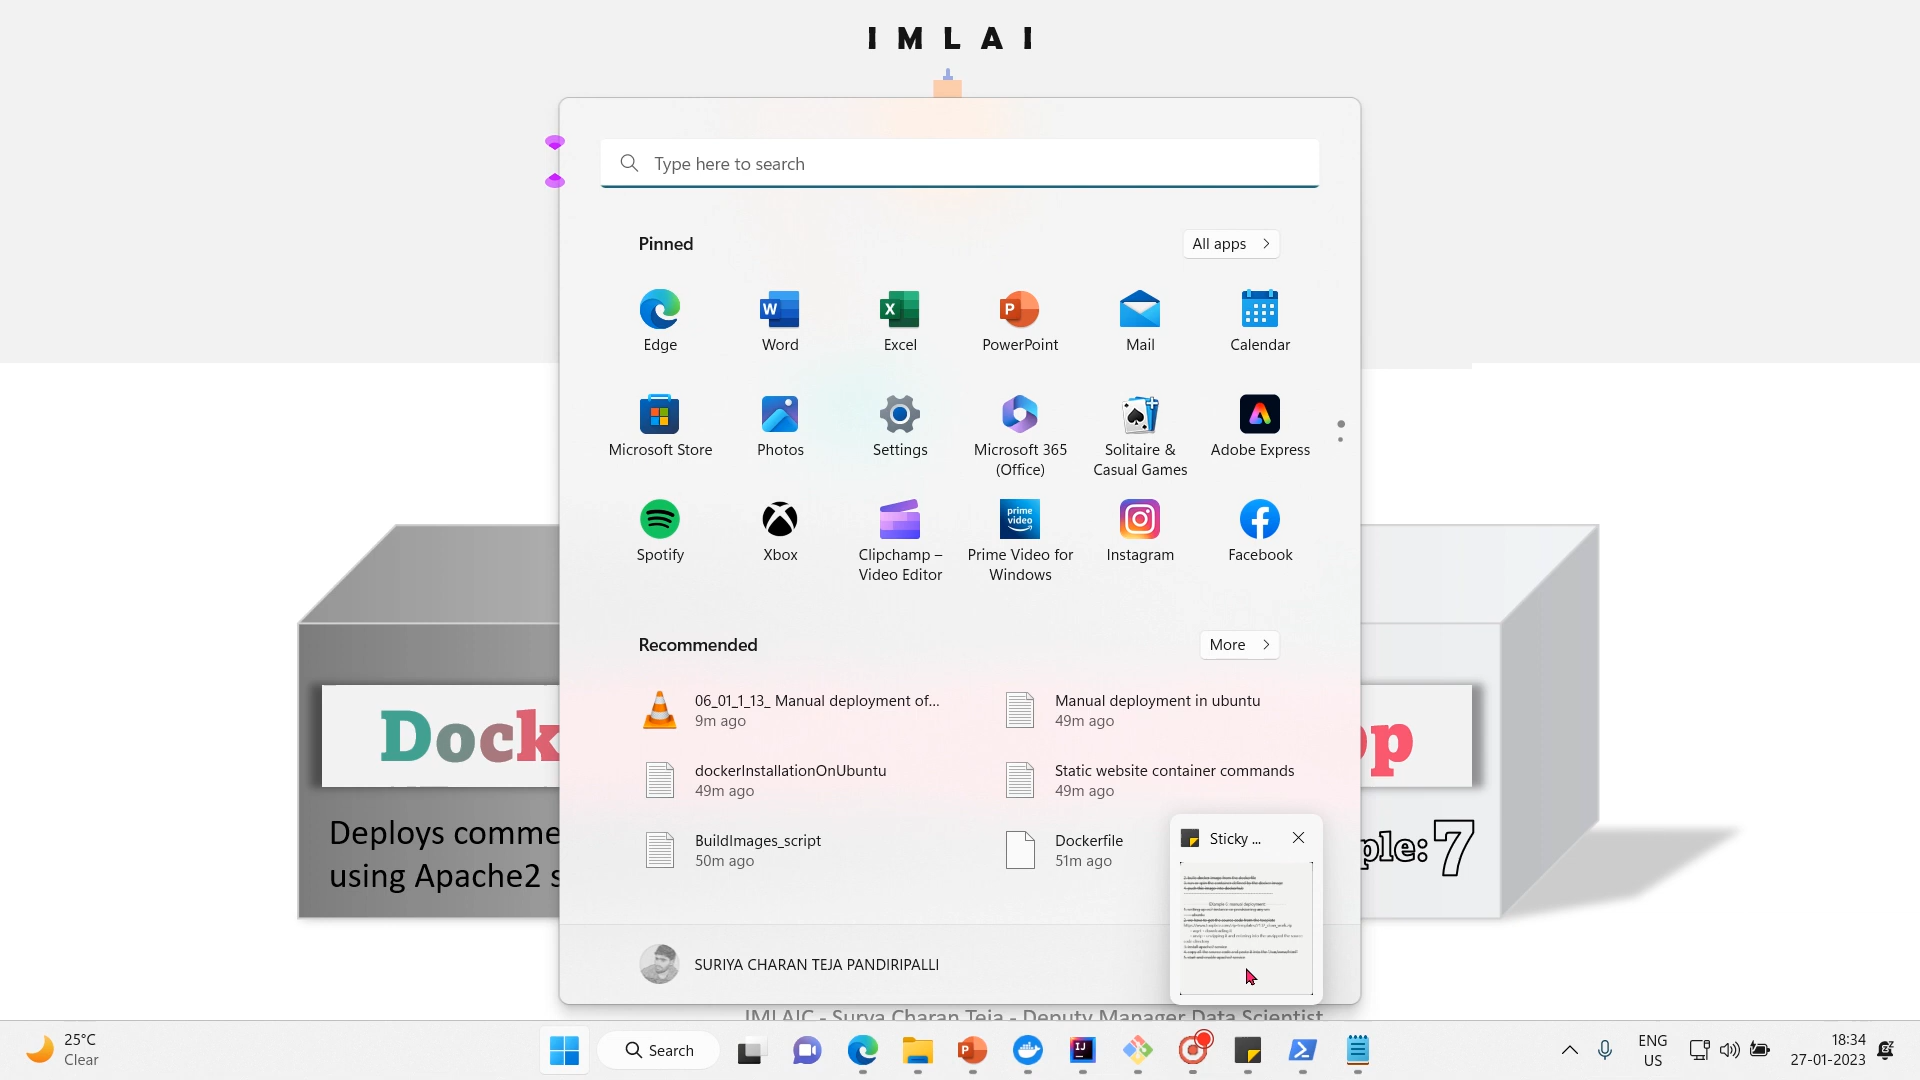 IMLAI
Type here to search
Pinned
All apps
Edge
Word
Excel
PowerPoint
Mail
Calendar
Microsoft Store
Photos
Settings
Microsoft 365
(Office)
Solitaire &
Casual Games
Adobe Express
Spotify
Xbox
Clipchamp –
Video Editor
prime
video
Prime Video for
Windows
Instagram
Facebook
Recommended
More
06_01_1_13_ Manual deployment of...
9m ago
Manual deployment in ubuntu
49m ago
dockerInstallationOnUbuntu
49m ago
Static website container commands
49m ago
BuildImages_script
50m ago
Dockerfile
51m ago
Sticky ...
Dock
op
Deploys comme
using Apache2 s
ple:7
SURIYA CHARAN TEJA PANDIRIPALLI
IMLAIC - Surya Charan Teja - Deputy Manager Data Scientist
25°C
Clear
Search
ENG
US
18:34
27-01-2023